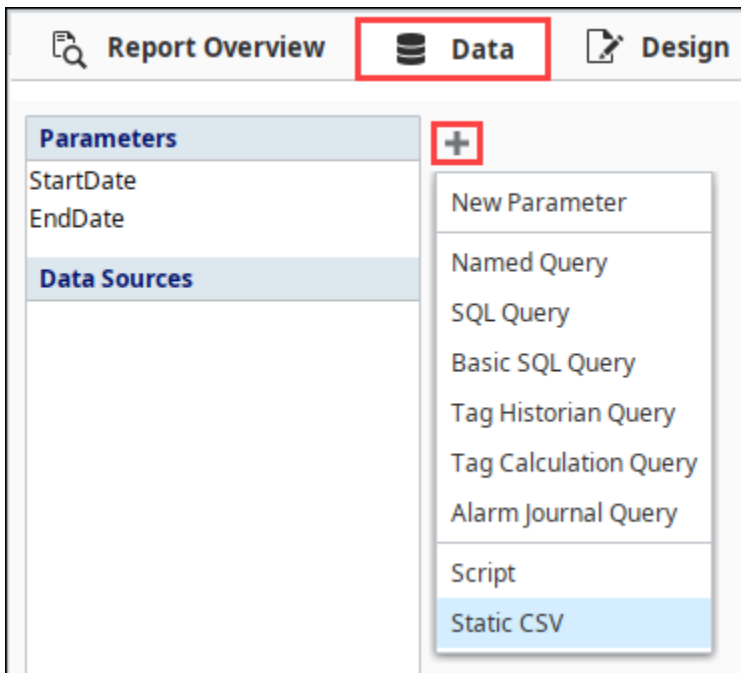 Report Overview Data Design
Parameters
StartDate
EndDate
Data Sources
New Parameter
Named Query
SQL Query
Basic SQL Query
Tag Historian Query
Tag Calculation Query
Alarm Journal Query
Script
Static CSV